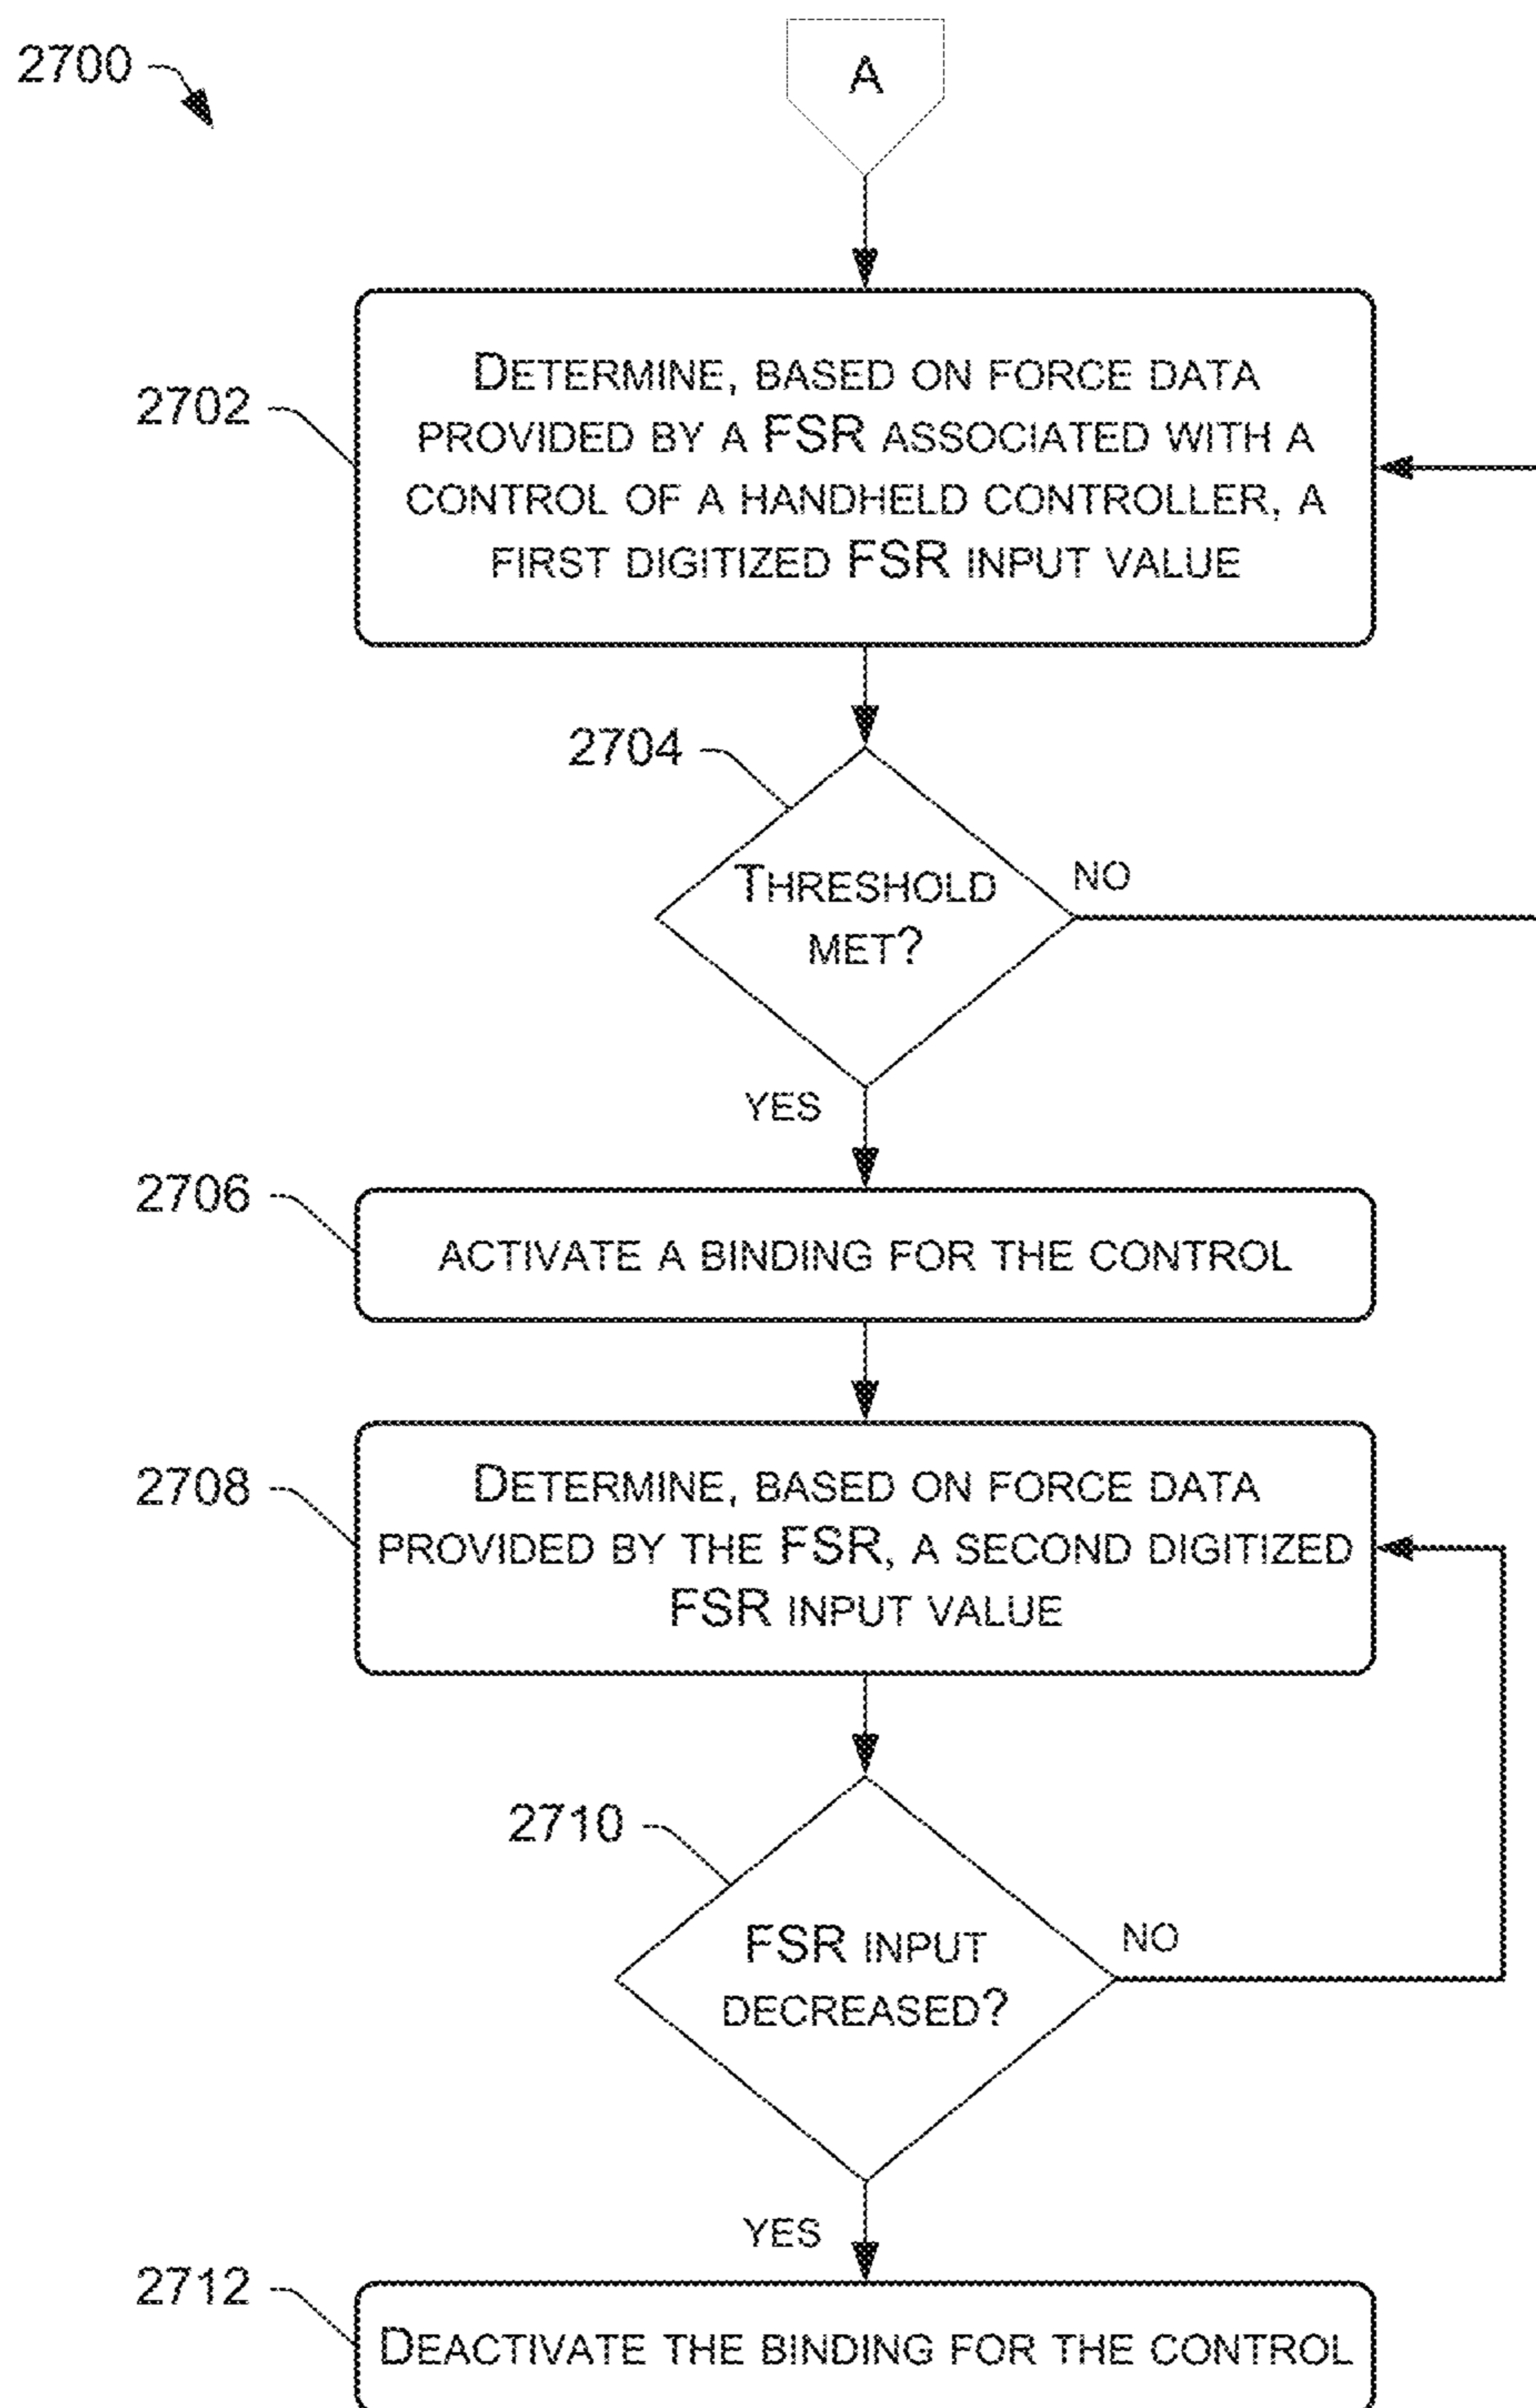 2700
A
2702
DETERMINE, BASED ON FORCE DATA
PROVIDED BY A FSR ASSOCIATED WITH A
CONTROL OF A HANDHELD CONTROLLER, A
FIRST DIGITIZED FSR INPUT VALUE
2704
THRESHOLD
MET?
NO
YES
2706
ACTIVATE A BINDING FOR THE CONTROL
2708
DETERMINE, BASED ON FORCE DATA
PROVIDED BY THE FSR, A SECOND DIGITIZED
FSR INPUT VALUE
2710
FSR INPUT
DECREASED?
NO
YES
2712
DEACTIVATE THE BINDING FOR THE CONTROL